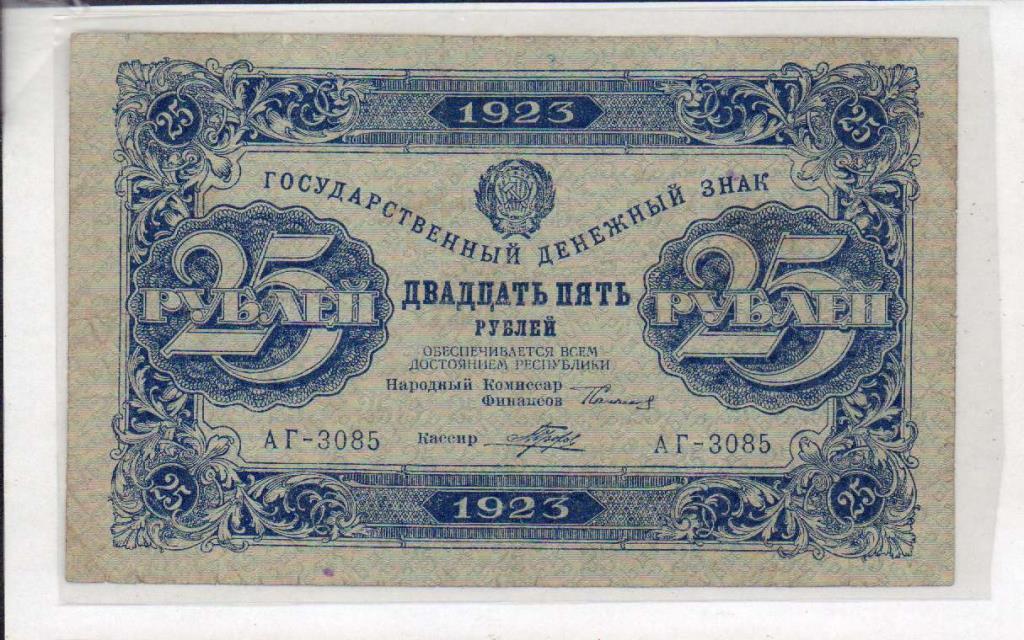 25 1923 25
ГОСУДАРСТВЕННЫЙ ДЕНЕЖНЫЙ ЗНАК
25 РУБЛЕЙ
ДВАДЦАТЬ ПЯТЬ
РУБЛЕЙ
25 РУБЛЕЙ
ОБЕСПЕЧИВАЕТСЯ ВСЕМ
ДОСТОЯНИЕМ РЕСПУБЛИКИ
Народный Комиссар
Финансов
АГ-3085 Кассир АГ-3085
25 1923 25